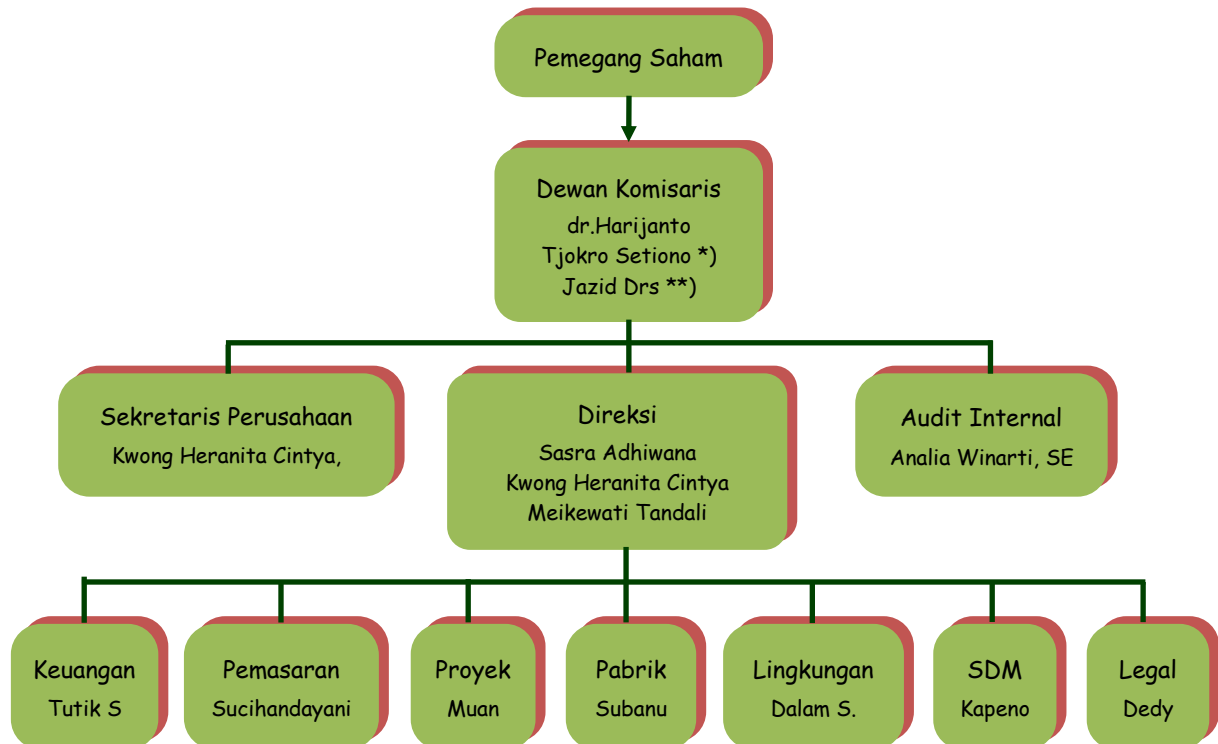 Pemegang Saham
Dewan Komisaris
dr.Harijanto
Tjokro Setiono *)
Jazid Drs **)
Sekretaris Perusahaan
Kwong Heranita Cintya,
Direksi
Sasra Adhiwana
Kwong Heranita Cintya
Meikewati Tandali
Audit Internal
Analia Winarti, SE
Keuangan
Tutik S
Pemasaran
Sucihandayani
Proyek
Muan
Pabrik
Subanu
Lingkungan
Dalam S.
SDM
Kapeno
Legal
Dedy